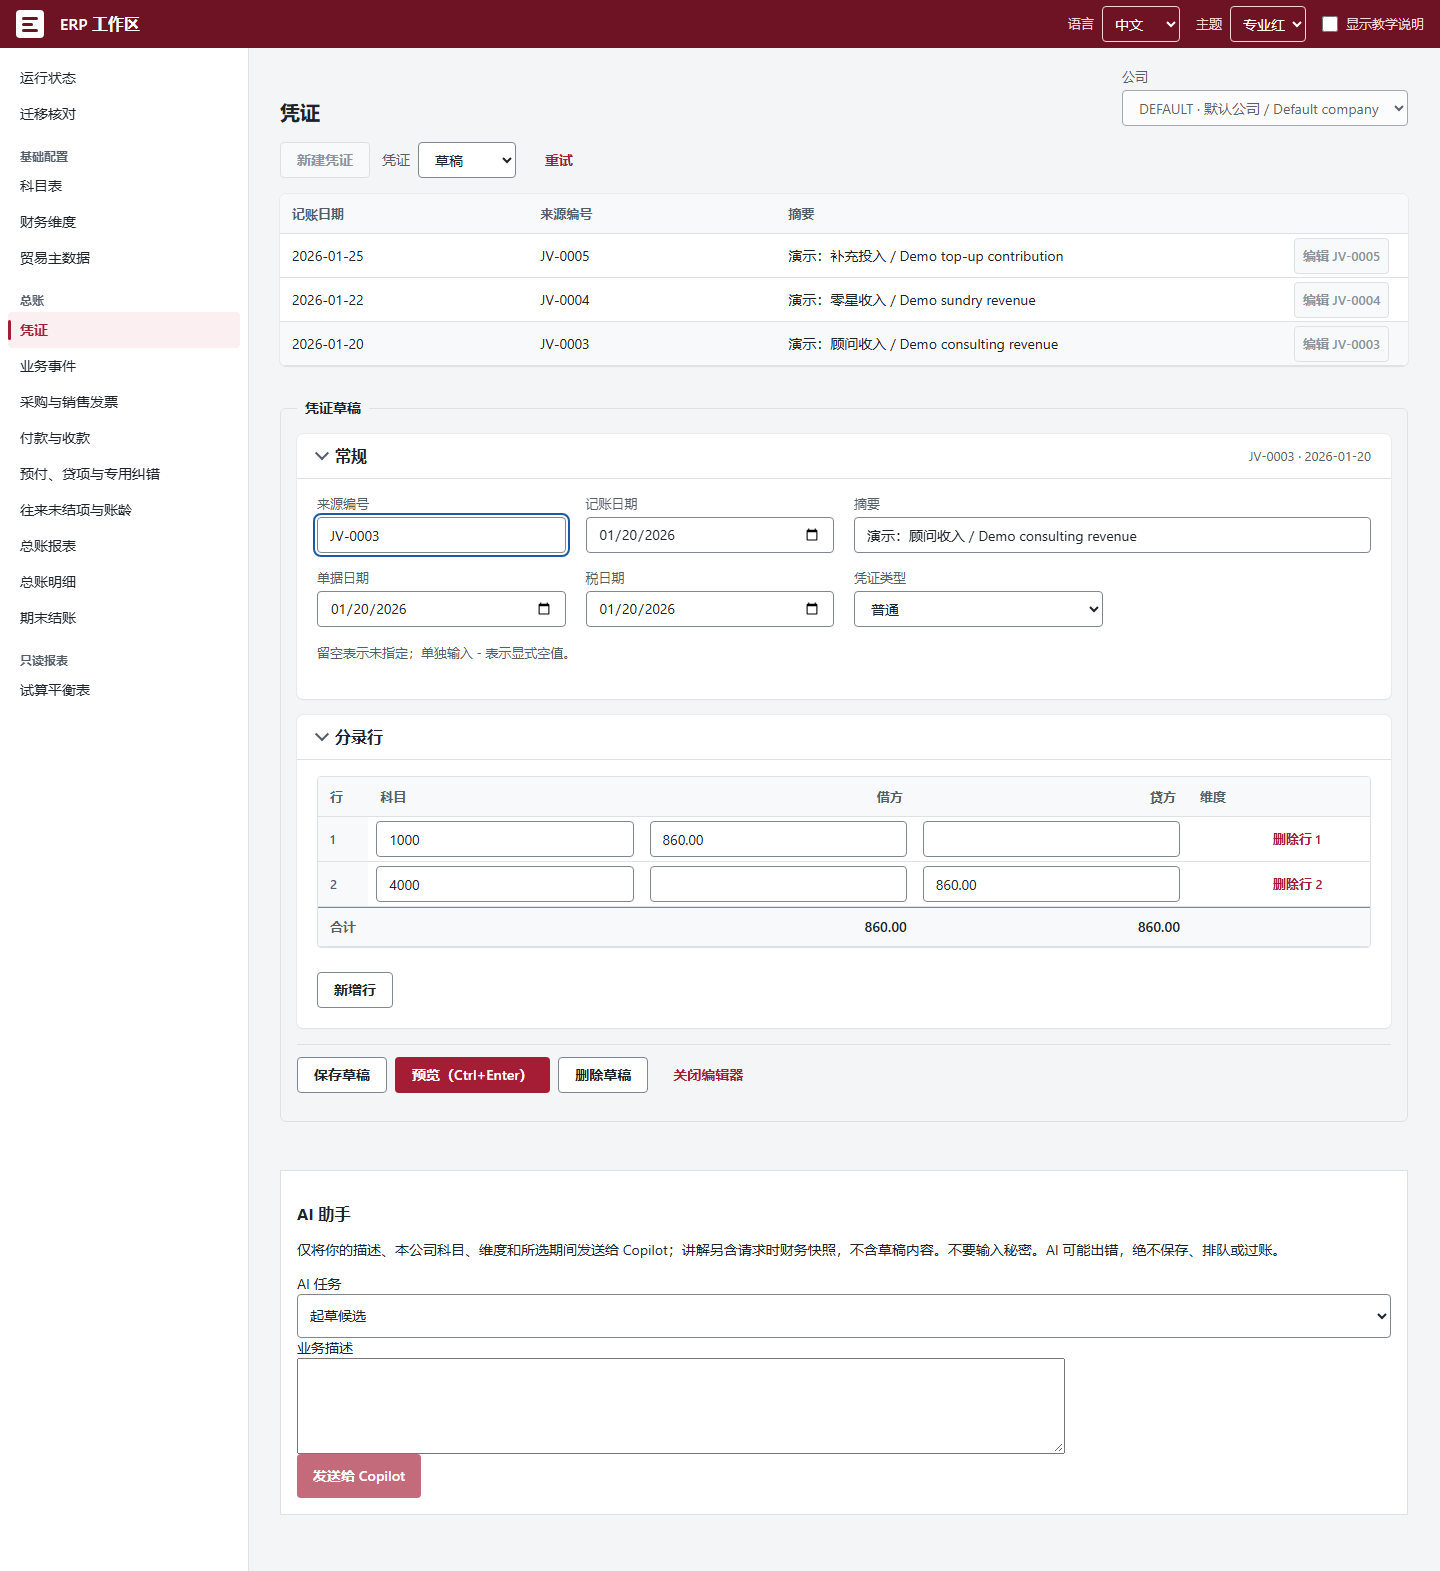 ERP 工作区
语言 中文 主题 专业红 显示教学说明
运行状态
迁移核对
基础配置
科目表
财务维度
贸易主数据
总账
凭证
业务事件
采购与销售发票
付款与收款
预付、贷项与专用纠错
往来未结项与账龄
总账报表
总账明细
期末结账
只读报表
试算平衡表
公司
凭证
DEFAULT · 默认公司 / Default company
新建凭证 凭证 草稿 重试
记账日期 来源编号 摘要
2026-01-25 JV-0005 演示：补充投入 / Demo top-up contribution 编辑 JV-0005
2026-01-22 JV-0004 演示：零星收入 / Demo sundry revenue 编辑 JV-0004
2026-01-20 JV-0003 演示：顾问收入 / Demo consulting revenue 编辑 JV-0003
凭证草稿
常规 JV-0003 · 2026-01-20
来源编号 记账日期 摘要
JV-0003 01/20/2026 演示：顾问收入 / Demo consulting revenue
单据日期 税日期 凭证类型
01/20/2026 01/20/2026 普通
留空表示未指定；单独输入 - 表示显式空值。
分录行
行 科目 借方 贷方 维度
1 1000 860.00 删除行 1
2 4000 860.00 删除行 2
合计 860.00 860.00
新增行
保存草稿 预览（Ctrl+Enter） 删除草稿 关闭编辑器
AI 助手
仅将你的描述、本公司科目、维度和所选期间发送给 Copilot；讲解另含请求时财务快照，不含草稿内容。不要输入秘密。AI 可能出错，绝不保存、排队或过账。
AI 任务
起草候选
业务描述
发送给 Copilot